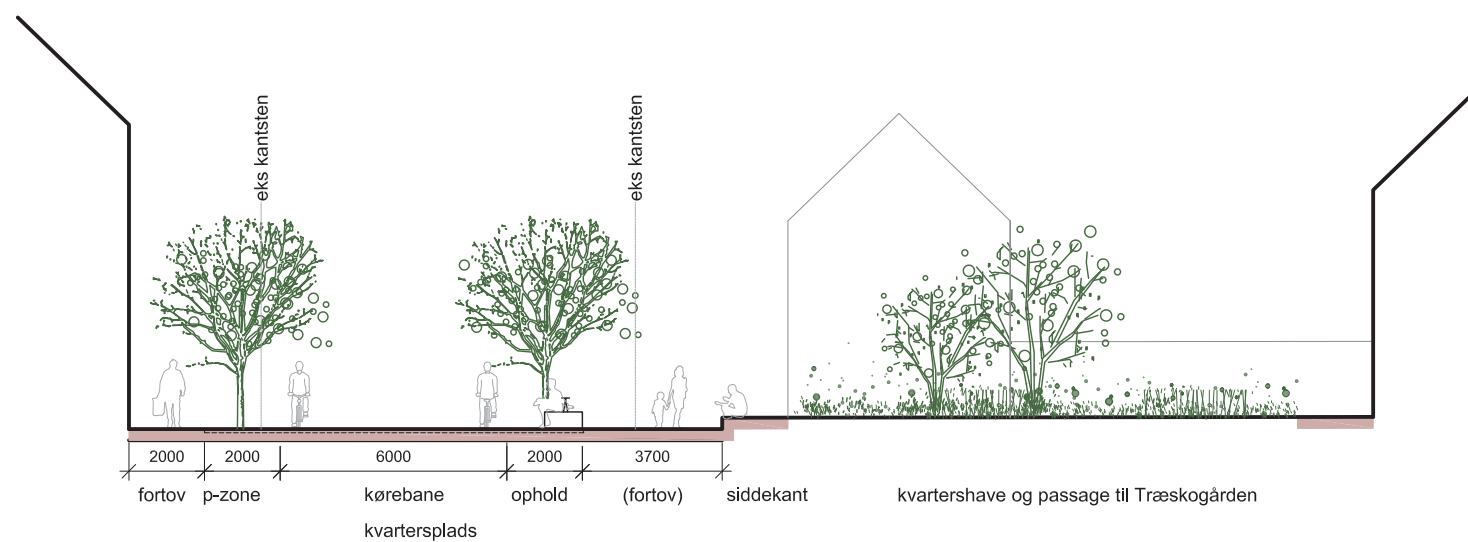 eks kantsten
eks kantsten
2000 2000 6000 2000 3700
fortov p-zone kørebane ophold (fortov) siddekant kvartershave og passage til Træskogården
kvartersplads